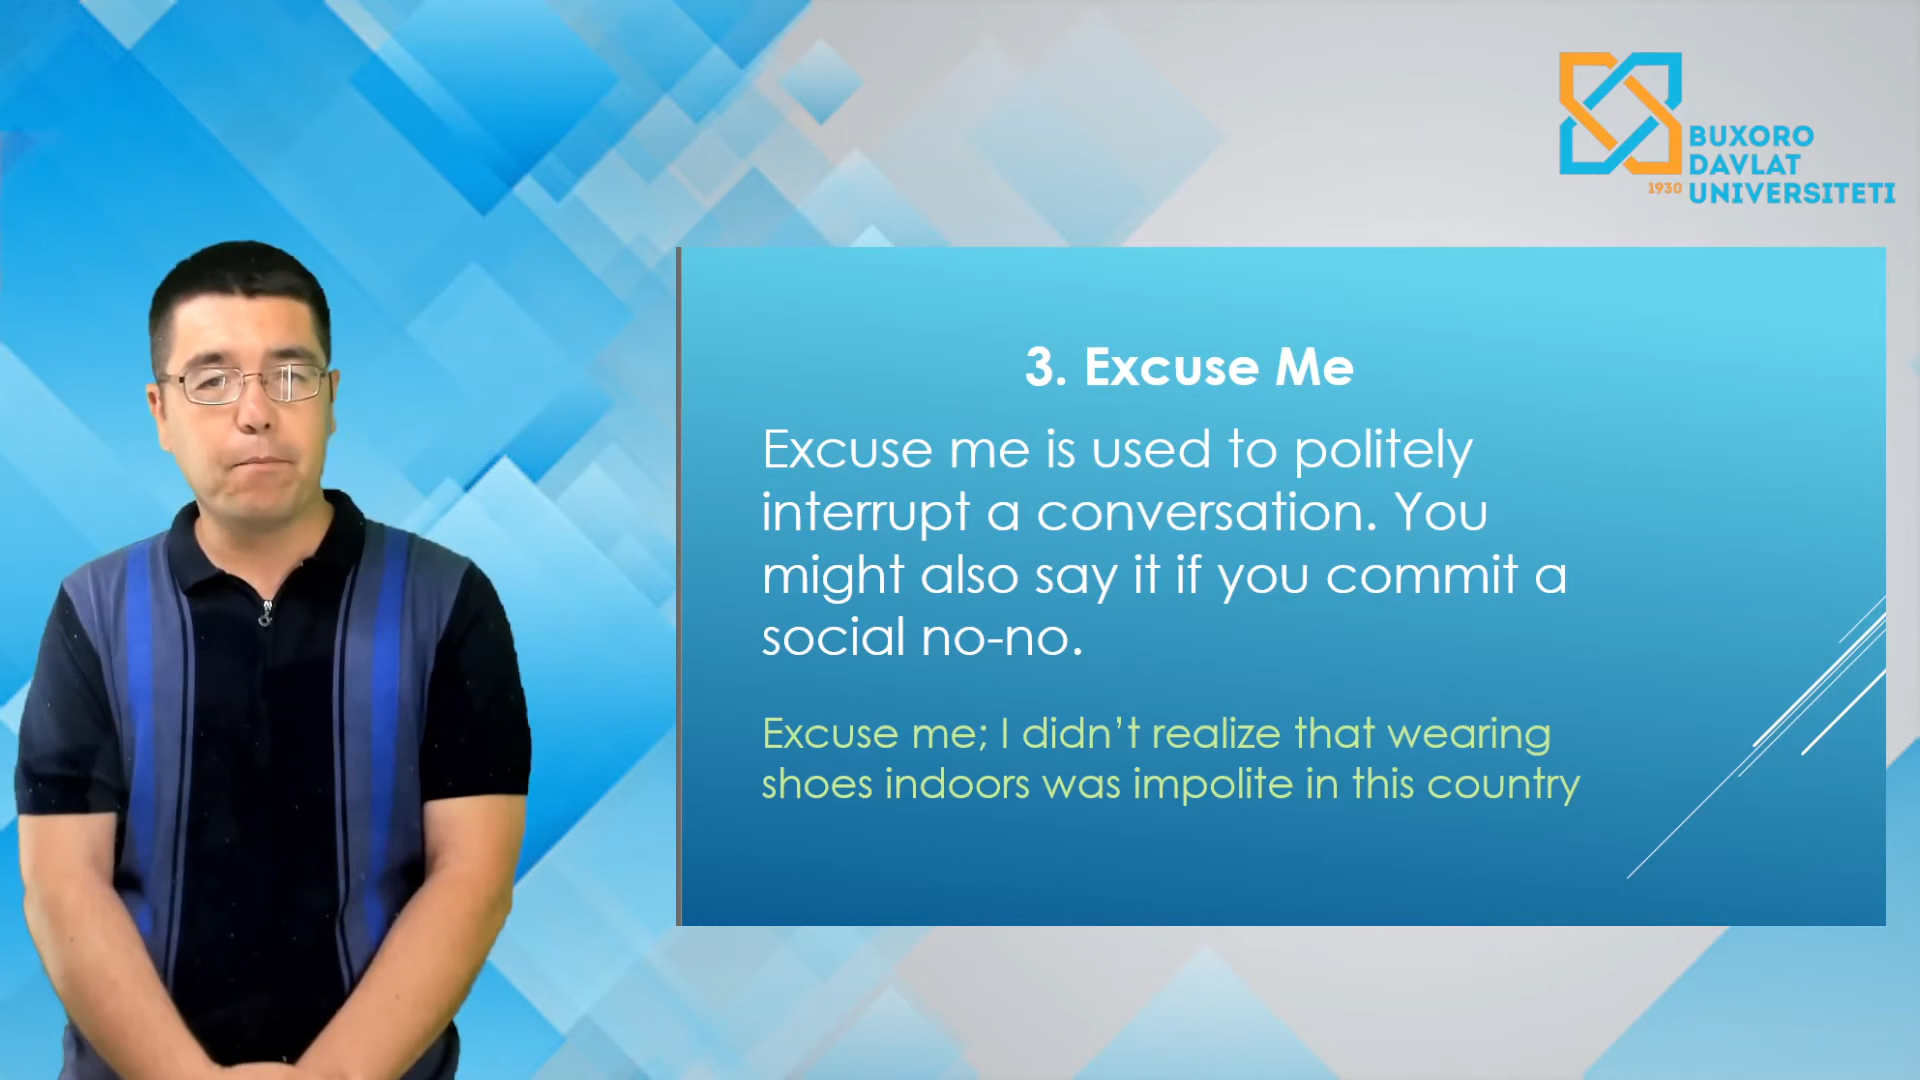 BUXORO
DAVLAT
1930 UNIVERSITETI
3. Excuse Me
Excuse me is used to politely
interrupt a conversation. You
might also say it if you commit a
social no-no.
Excuse me; I didn’t realize that wearing
shoes indoors was impolite in this country